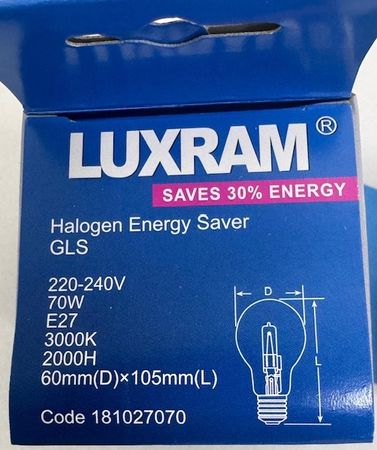 LUXRAM®
SAVES 30% ENERGY
Halogen Energy Saver
GLS
220-240V
70W
E27
3000K
2000H
60mm(D)×105mm(L)
Code 181027070
D
L